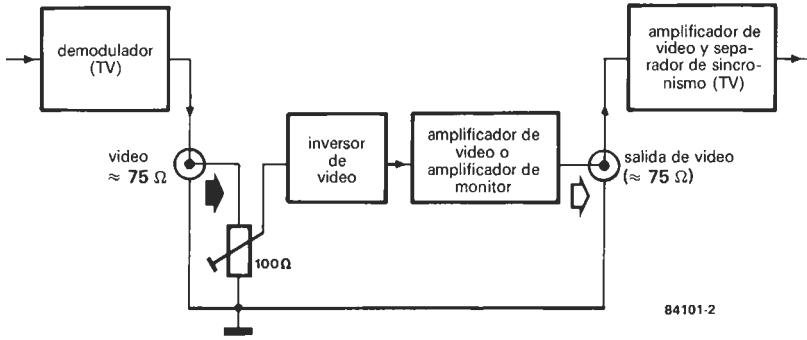 demodulador
(TV)
amplificador de
video y sepa-
rador de sincro-
nismo (TV)
video
≈ 75 Ω
inversor
de
video
amplificador de
video o
amplificador de
monitor
salida de video
(≈ 75 Ω)
100Ω
84101-2